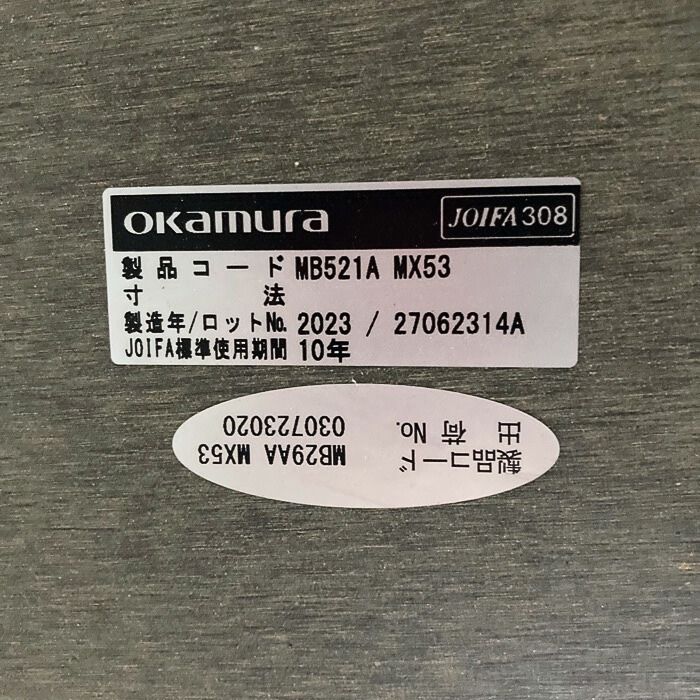 okamura JOIFA308
製品コード MB521A MX53
寸法
製造年/ロットNo. 2023 / 27062314A
JOIFA標準使用期間 10年
製品コード MB29AA MX53
出荷 No. 030723020